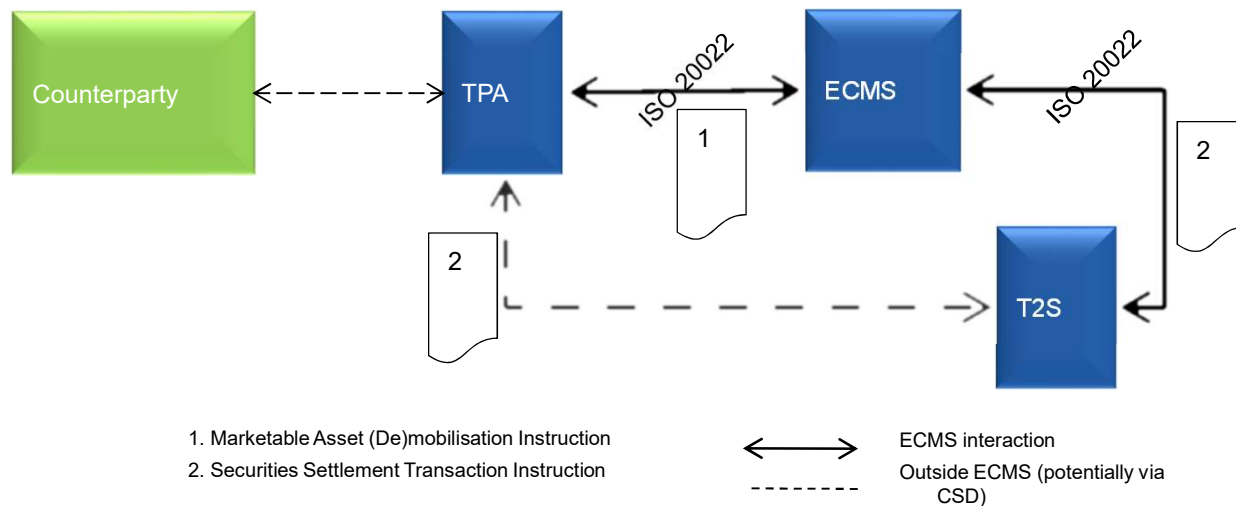 Counterparty
TPA
ISO 20022
ECMS
ISO 20022
1
2
2
T2S
1. Marketable Asset (De)mobilisation Instruction
2. Securities Settlement Transaction Instruction
ECMS interaction
Outside ECMS (potentially via
CSD)